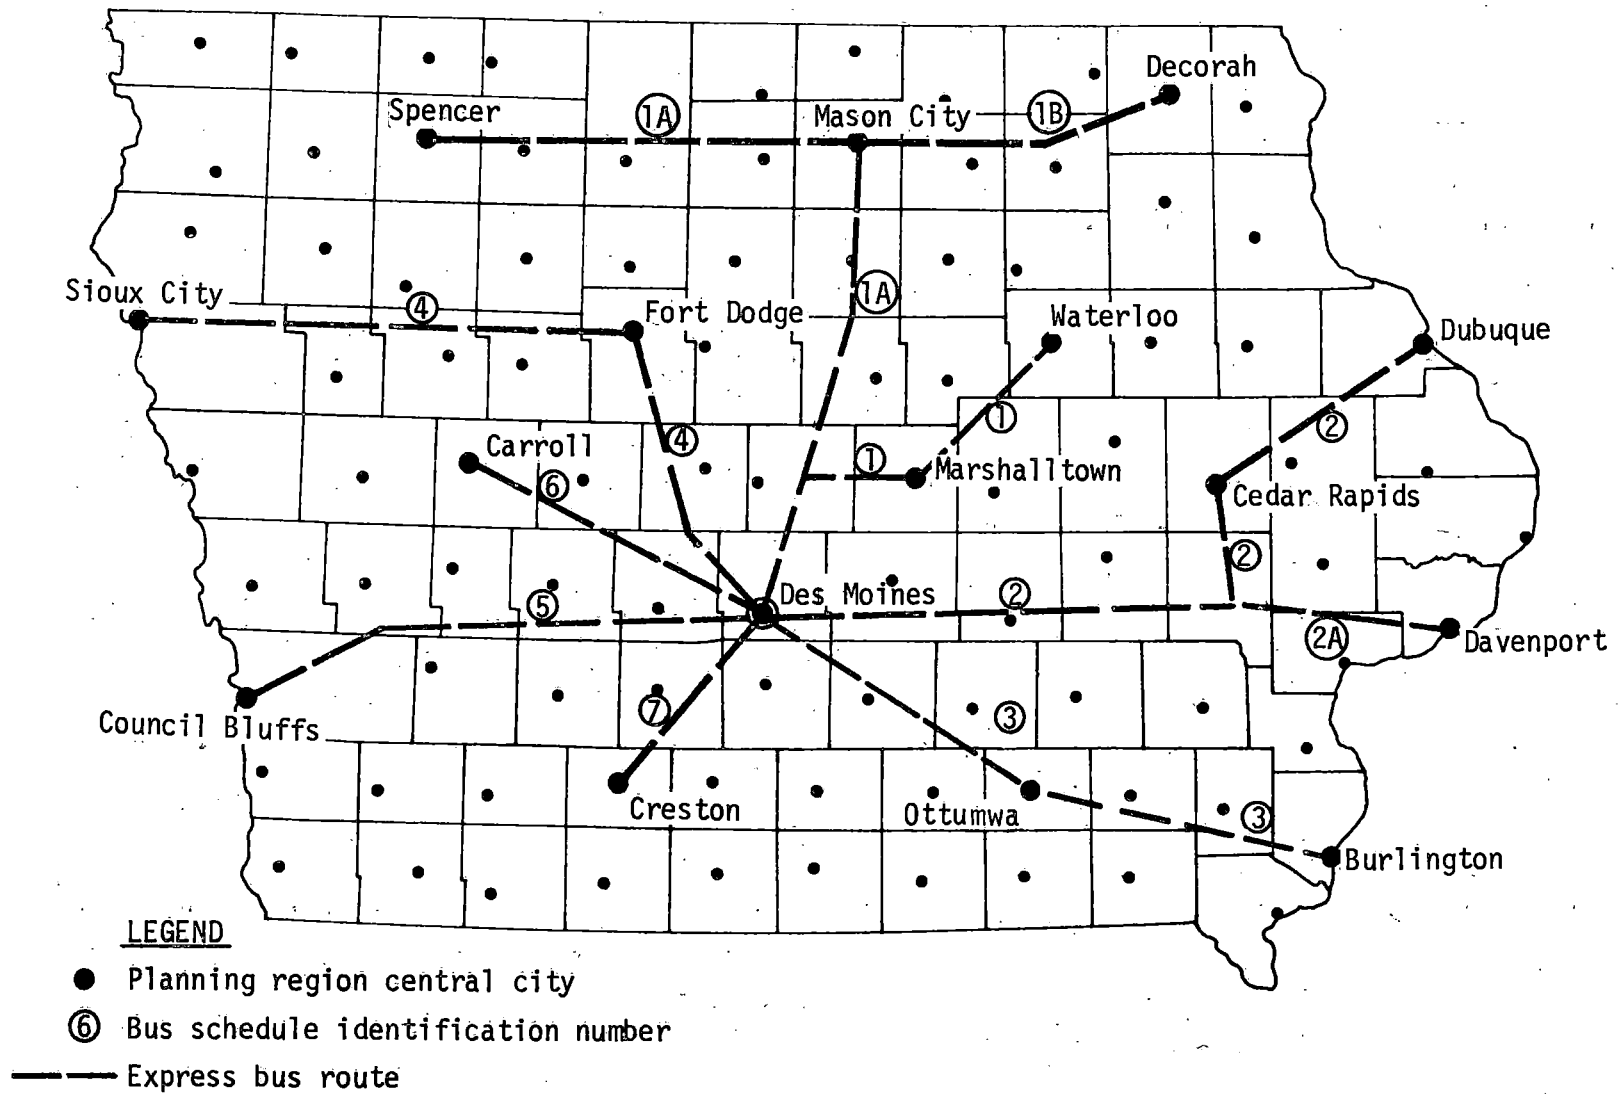 Decorah
Spencer
1A
Mason City
1B
Sioux City
4
Fort Dodge
1A
Waterloo
Dubuque
1
2
Carroll
4
6
1
Marshalltown
Cedar Rapids
2
Des Moines
5
2
2A
Davenport
Council Bluffs
7
3
Creston
Ottumwa
3
Burlington
LEGEND
Planning region central city
6 Bus schedule identification number
Express bus route